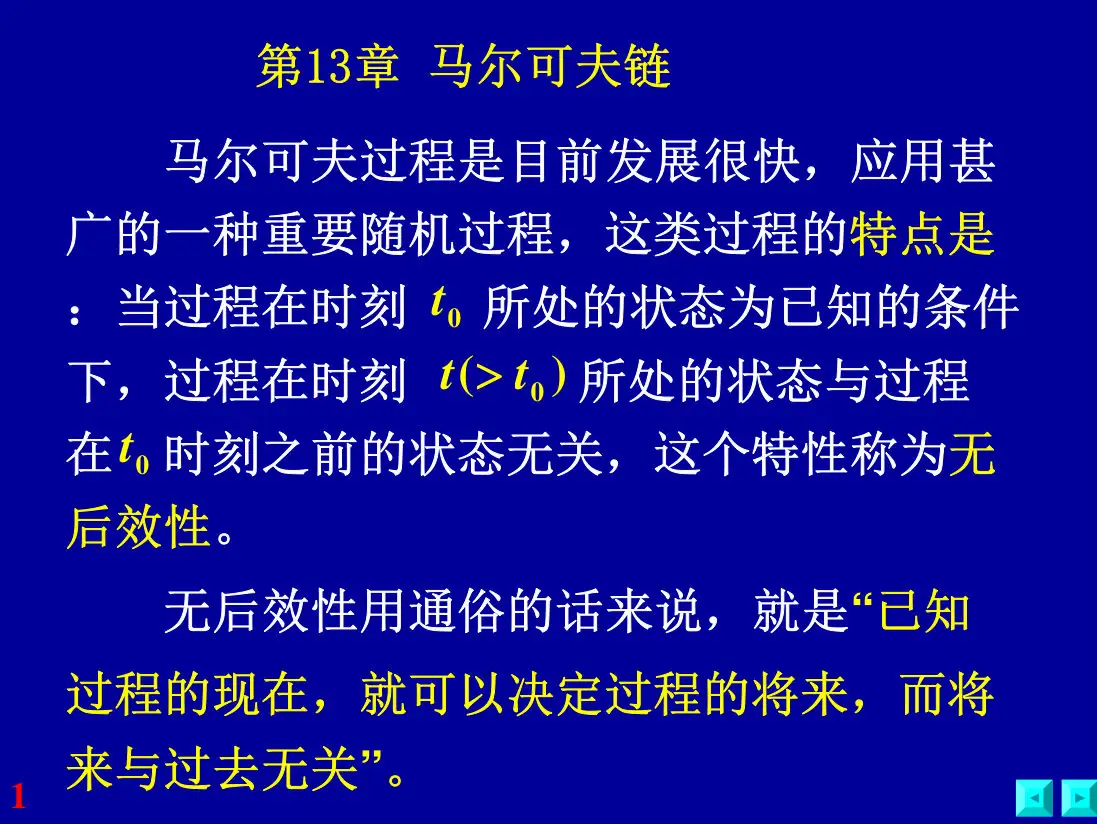 第13章 马尔可夫链
马尔可夫过程是目前发展很快，应用甚
广的一种重要随机过程，这类过程的特点是
：当过程在时刻 t₀ 所处的状态为已知的条件
下，过程在时刻 t(> t₀) 所处的状态与过程
在 t₀ 时刻之前的状态无关，这个特性称为无
后效性。
无后效性用通俗的话来说，就是“已知
过程的现在，就可以决定过程的将来，而将
来与过去无关”。
1